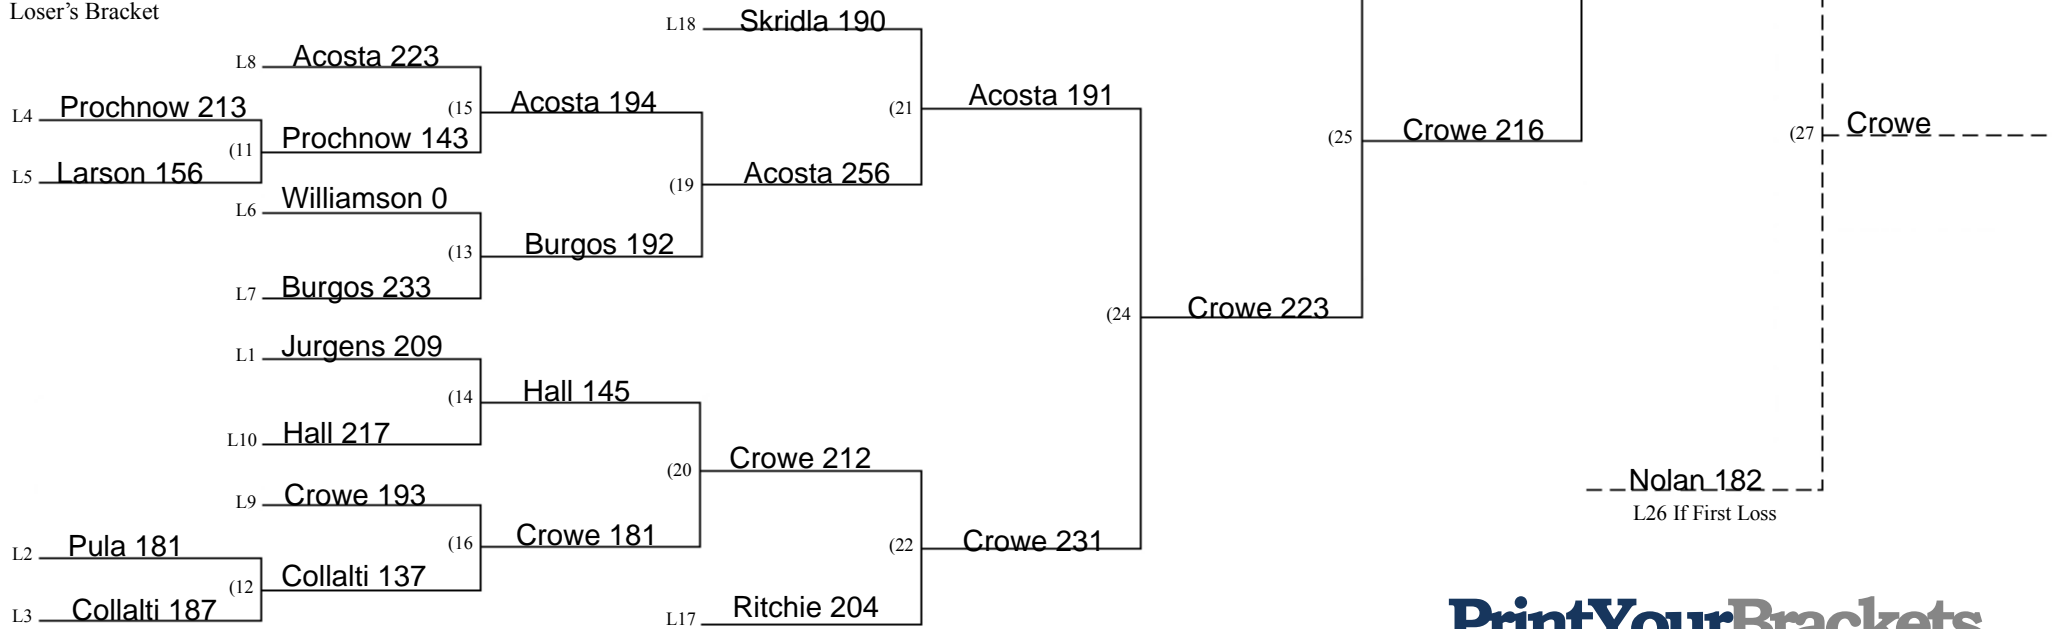 Loser's Bracket
L18 Skridla 190
L8 Acosta 223
L4 Prochnow 213
(15 Acosta 194
(21 Acosta 191
(11 Prochnow 143
(25 Crowe 216
(27 Crowe
L5 Larson 156
(19 Acosta 256
L6 Williamson 0
(13 Burgos 192
L7 Burgos 233
(24 Crowe 223
L1 Jurgens 209
(14 Hall 145
L10 Hall 217
(20 Crowe 212
L9 Crowe 193
Nolan 182
L26 If First Loss
L2 Pula 181
(16 Crowe 181
(22 Crowe 231
(12 Collalti 137
L3 Collalti 187
L17 Ritchie 204
PrintYourBrackets